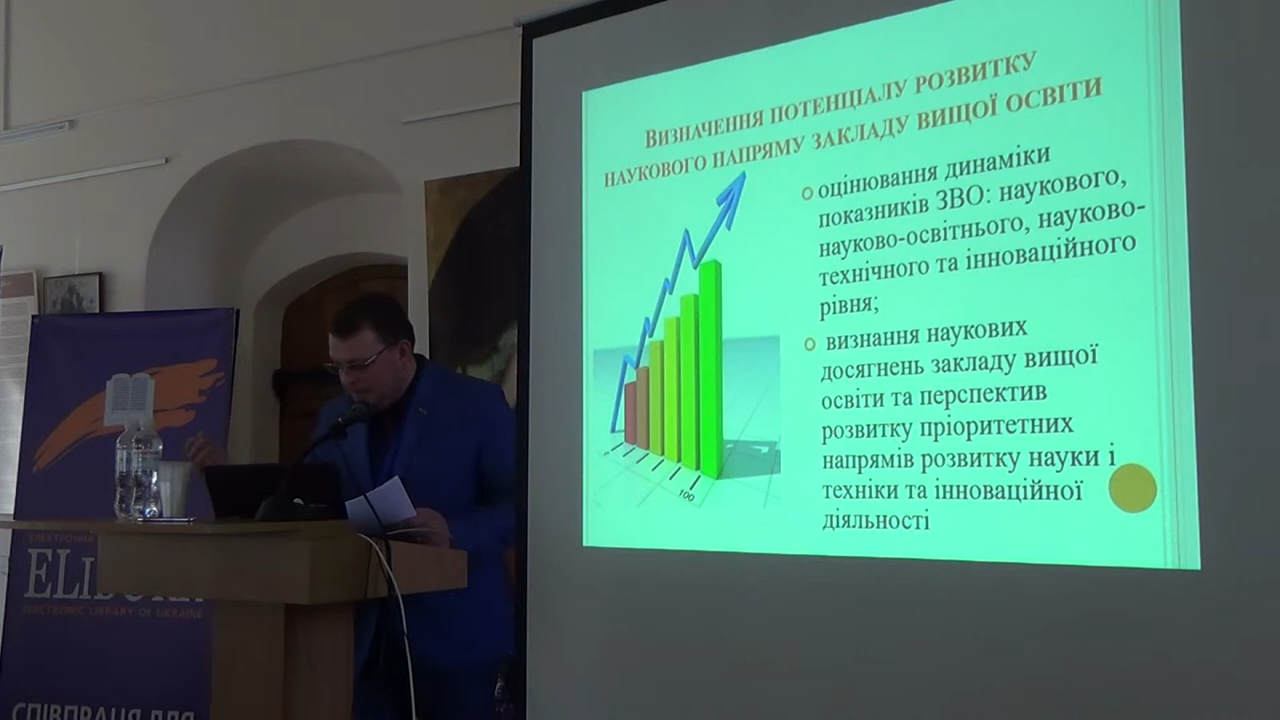 ВИЗНАЧЕННЯ ПОТЕНЦІАЛУ РОЗВИТКУ
НАУКОВОГО НАПРЯМУ ЗАКЛАДУ ВИЩОЇ ОСВІТИ
оцінювання динаміки
показників ЗВО: наукового,
науково-освітнього, науково-
технічного та інноваційного
рівня;
визнання наукових
досягнень закладу вищої
освіти та перспектив
розвитку пріоритетних
напрямів розвитку науки і
техніки та інноваційної
діяльності
100
ЕЛЕКТРОННА
ELECTRONIC LIBRARY OF UKRAINE
СПІВПРАЦЯ ДЛЯ